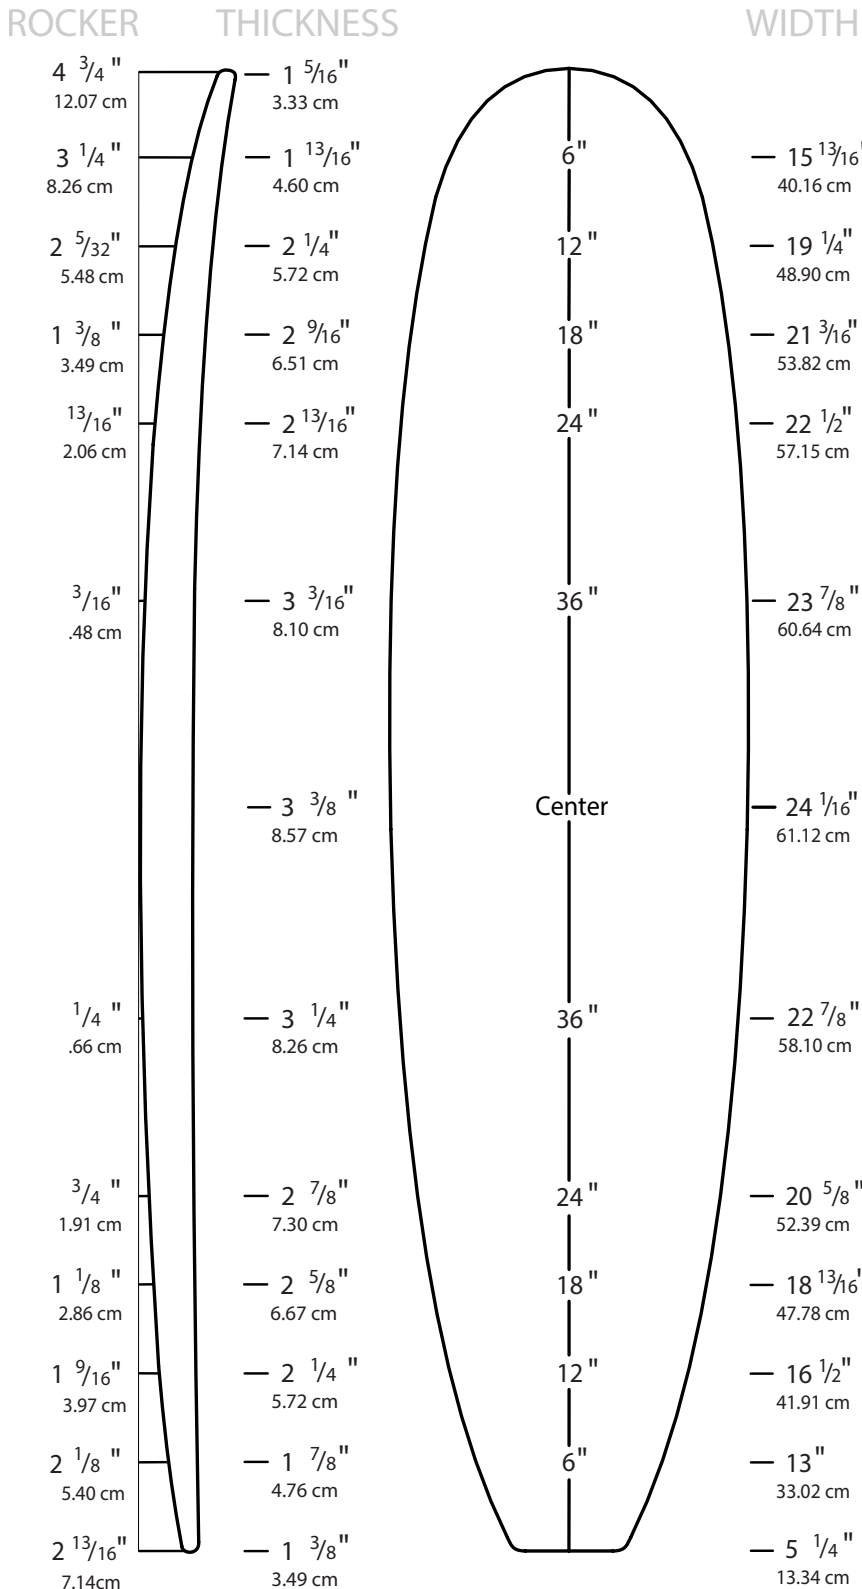 ROCKER THICKNESS WIDTH
4 3/4 " 1 5/16"
12.07 cm 3.33 cm
3 1/4 " 1 13/16" 6" 15 13/16"
8.26 cm 4.60 cm 40.16 cm
2 5/32" 2 1/4" 12" 19 1/4"
5.48 cm 5.72 cm 48.90 cm
1 3/8 " 2 9/16" 18" 21 3/16"
3.49 cm 6.51 cm 53.82 cm
13/16" 2 13/16" 24" 22 1/2"
2.06 cm 7.14 cm 57.15 cm
3/16" 3 3/16" 36" 23 7/8"
.48 cm 8.10 cm 60.64 cm
3 3/8 " Center 24 1/16"
8.57 cm 61.12 cm
1/4 " 3 1/4" 36" 22 7/8"
.66 cm 8.26 cm 58.10 cm
3/4 " 2 7/8" 24" 20 5/8"
1.91 cm 7.30 cm 52.39 cm
1 1/8 " 2 5/8" 18" 18 13/16"
2.86 cm 6.67 cm 47.78 cm
1 9/16" 2 1/4 " 12" 16 1/2"
3.97 cm 5.72 cm 41.91 cm
2 1/8 " 1 7/8" 6" 13"
5.40 cm 4.76 cm 33.02 cm
2 13/16" 1 3/8" 5 1/4"
7.14cm 3.49 cm 13.34 cm